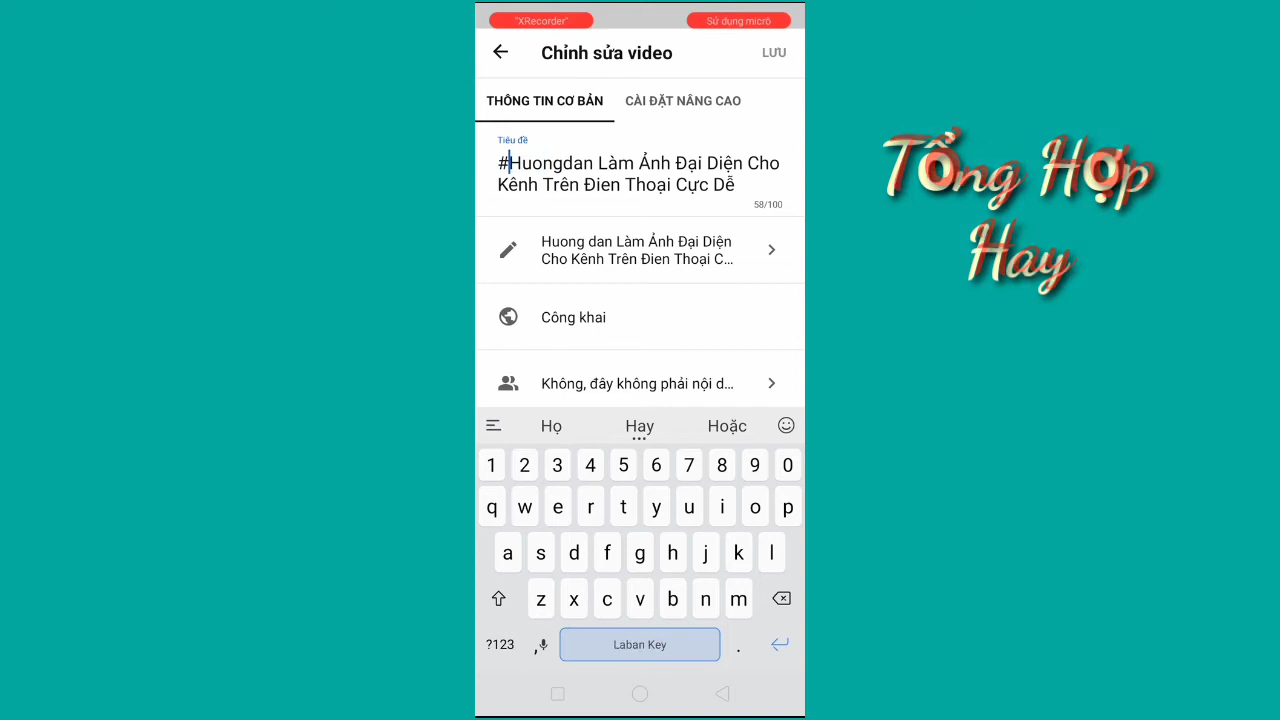 "XRecorder"
Sử dụng micrô
Chỉnh sửa video
LƯU
THÔNG TIN CƠ BẢN
CÀI ĐẶT NÂNG CAO
Tiêu đề
#Huongdan Làm Ảnh Đại Diện Cho
Kênh Trên Đien Thoại Cực Dễ
58/100
Huong dan Làm Ảnh Đại Diện
Cho Kênh Trên Đien Thoại C...
Công khai
Không, đây không phải nội d...
Họ
Hay
Hoặc
1 2 3 4 5 6 7 8 9 0
q w e r t y u i o p
a s d f g h j k l
z x c v b n m
?123 , Laban Key .
Tổng Hợp
Hay